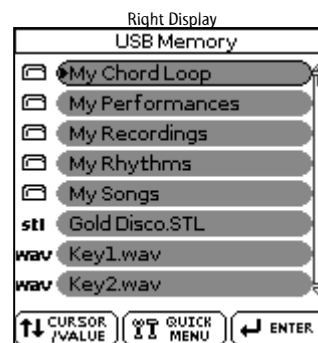 Right Display
USB Memory
My Chord Loop
My Performances
My Recordings
My Rhythms
My Songs
stl Gold Disco.STL
wav Key1.wav
wav Key2.wav
CURSOR /VALUE QUICK MENU ENTER